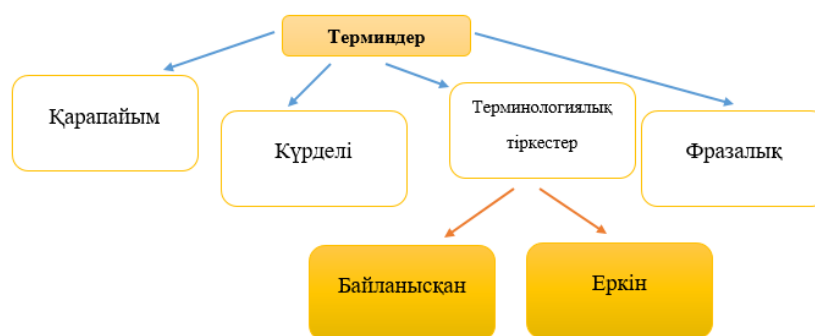 Терминдер
Қарапайым
Күрделі
Терминологиялық
тіркестер
Фразалық
Байланысқан
Еркін